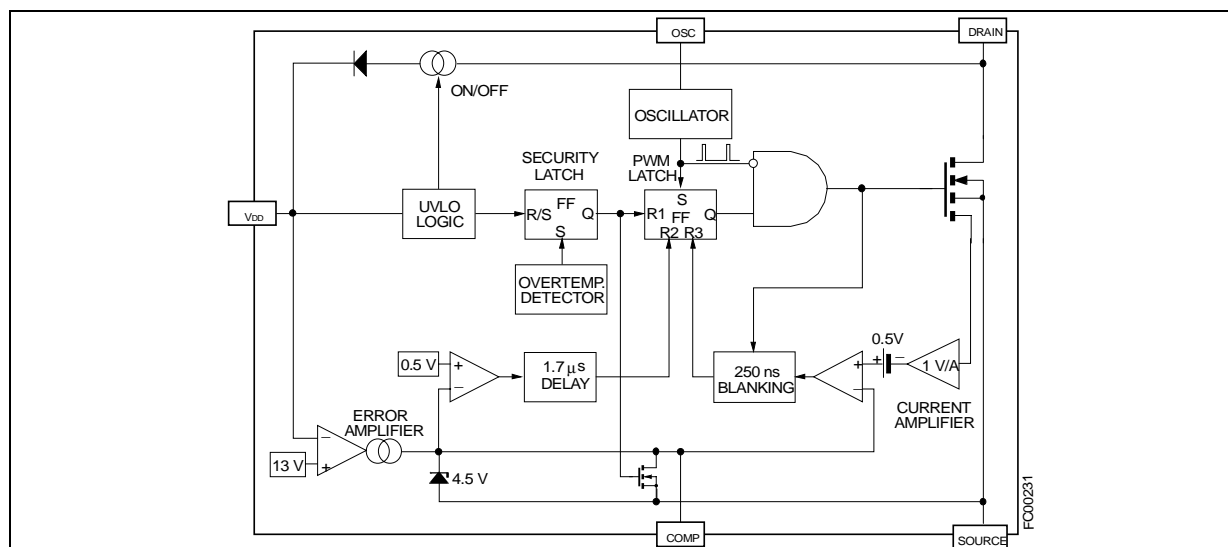 OSC
DRAIN
ON/OFF
OSCILLATOR
SECURITY
LATCH
PWM
LATCH
VDD
UVLO
LOGIC
R/S
FF
Q
S
S
R1
FF
Q
R2 R3
OVERTEMP.
DETECTOR
0.5 V
+
−
1.7 μs
DELAY
250 ns
BLANKING
+
−
0.5V
+
−
1 V/A
CURRENT
AMPLIFIER
ERROR
AMPLIFIER
−
+
13 V
4.5 V
COMP
SOURCE
FC00231